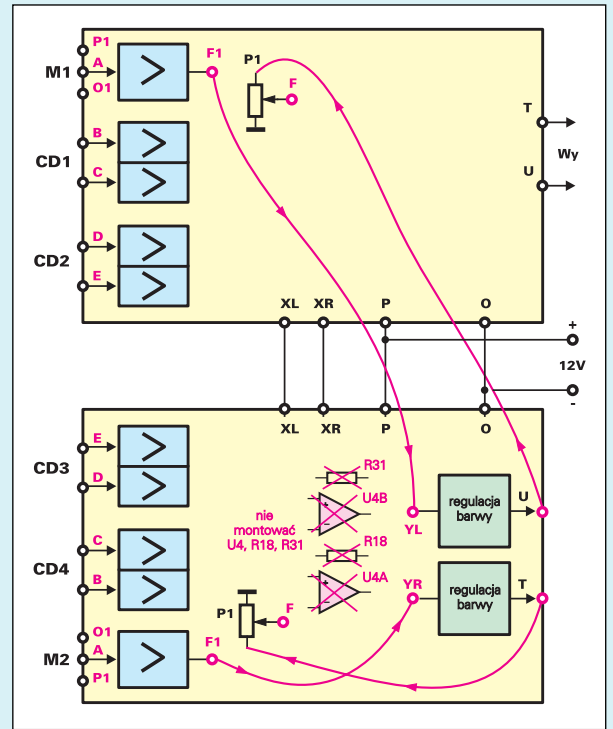 P1
M1
A
O1
F1
P1
F
CD1
B
C
CD2
D
E
T
Wy
U
XL XR P O
+
12V
-
XL XR P O
CD3
E
D
CD4
C
B
nie
montować
U4, R18, R31
R31
U4B
R18
U4A
YL
regulacja
barwy
U
YR
regulacja
barwy
T
P1
F
O1
M2
A
P1
F1